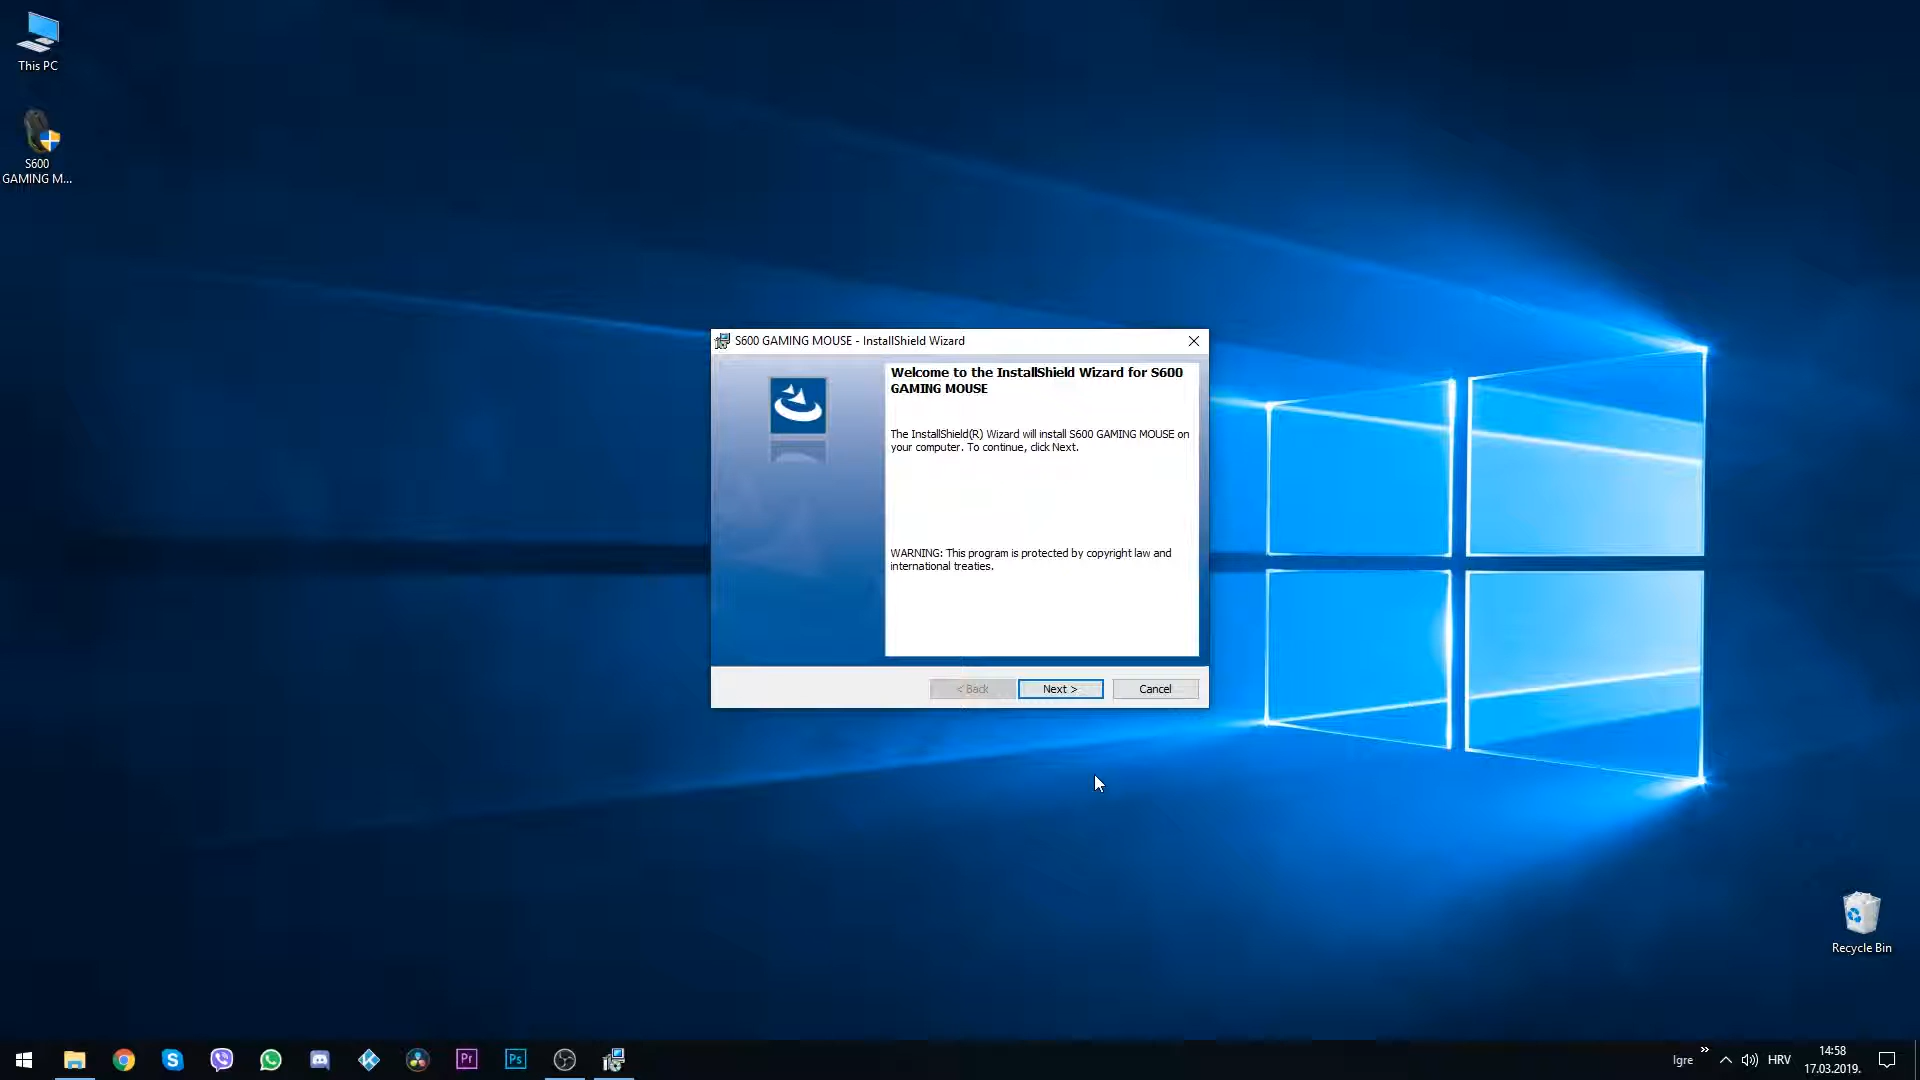 This PC
S600
GAMING M...
S600 GAMING MOUSE - InstallShield Wizard
Welcome to the InstallShield Wizard for S600
GAMING MOUSE
The InstallShield(R) Wizard will install S600 GAMING MOUSE on
your computer. To continue, click Next.
WARNING: This program is protected by copyright law and
international treaties.
< Back
Next >
Cancel
Recycle Bin
Pr
Ps
Igre
HRV
14:58
17.03.2019.